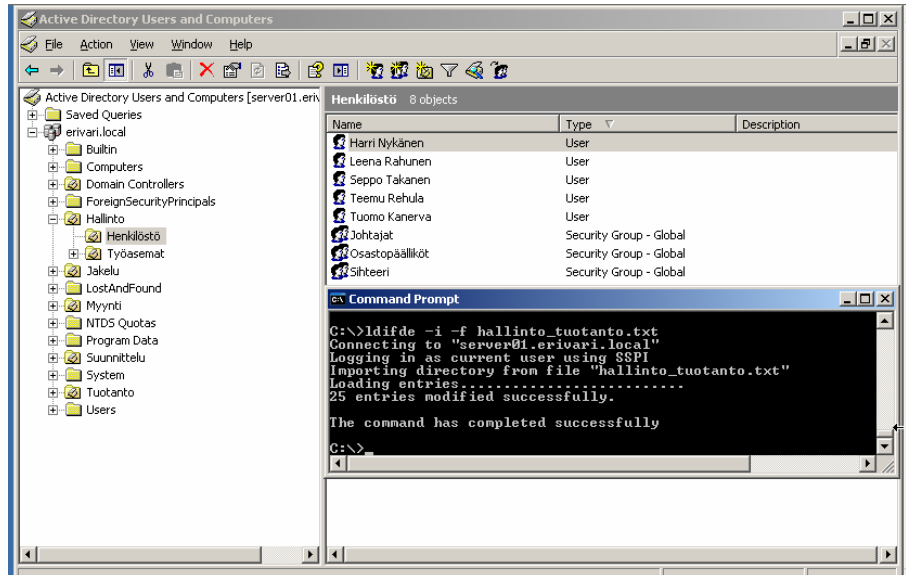 Active Directory Users and Computers
File Action View Window Help
Active Directory Users and Computers [server01.eriv
Saved Queries
erivari.local
Builtin
Computers
Domain Controllers
ForeignSecurityPrincipals
Hallinto
Henkilöstö
Työasemat
Jakelu
LostAndFound
Myynti
NTDS Quotas
Program Data
Suunnittelu
System
Tuotanto
Users
Henkilöstö 8 objects
Name Type Description
Harri Nykänen User
Leena Rahunen User
Seppo Takanen User
Teemu Rehula User
Tuomo Kanerva User
Johtajat Security Group - Global
Osastopäälliköt Security Group - Global
Sihteeri Security Group - Global
Command Prompt
C:\>ldifde -i -f hallinto_tuotanto.txt
Connecting to "server01.erivari.local"
Logging in as current user using SSPI
Importing directory from file "hallinto_tuotanto.txt"
Loading entries..........................
25 entries modified successfully.
The command has completed successfully
C:\>_